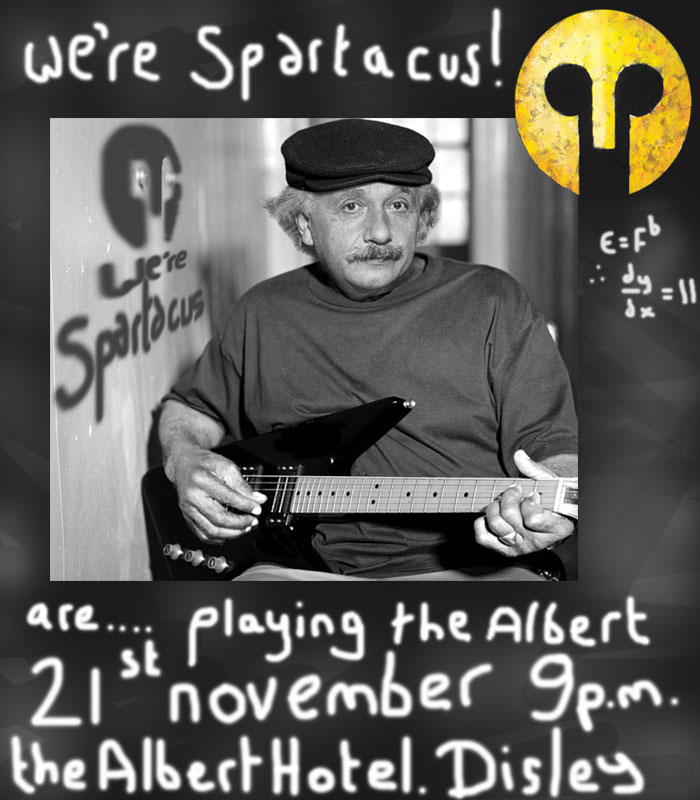 we're Spartacus!
E=F^b
∴ dy/dx = 11
we're
Spartacus
are.... playing the Albert
21st november 9p.m.
the Albert Hotel. Disley